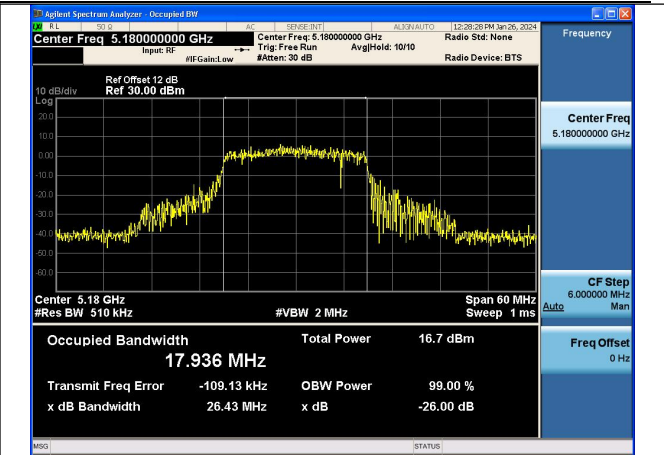 Agilent Spectrum Analyzer - Occupied BW
RL 50 Ω AC SENSE:INT ALIGN AUTO 12:28:28 PM Jan 26, 2024
Center Freq 5.180000000 GHz
Input: RF
#IFGain:Low
Center Freq: 5.180000000 GHz
Trig: Free Run Avg|Hold: 10/10
#Atten: 30 dB
Radio Std: None
Radio Device: BTS
Frequency
Ref Offset 12 dB
10 dB/div Ref 30.00 dBm
Log
20.0
10.0
0.00
-10.0
-20.0
-30.0
-40.0
-50.0
-60.0
Center 5.18 GHz Span 60 MHz
#Res BW 510 kHz #VBW 2 MHz Sweep 1 ms
Occupied Bandwidth Total Power 16.7 dBm
17.936 MHz
Transmit Freq Error -109.13 kHz OBW Power 99.00 %
x dB Bandwidth 26.43 MHz x dB -26.00 dB
Center Freq
5.180000000 GHz
CF Step
6.000000 MHz
Auto Man
Freq Offset
0 Hz
MSG STATUS